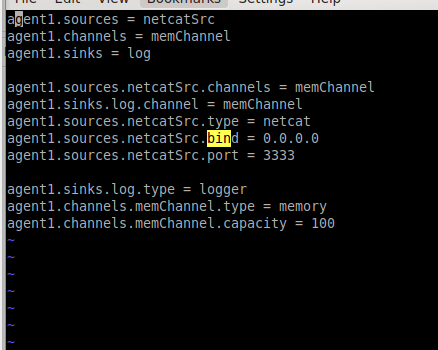 File Edit View Bookmarks Settings Help
agent1.sources = netcatSrc
agent1.channels = memChannel
agent1.sinks = log
agent1.sources.netcatSrc.channels = memChannel
agent1.sinks.log.channel = memChannel
agent1.sources.netcatSrc.type = netcat
agent1.sources.netcatSrc.bind = 0.0.0.0
agent1.sources.netcatSrc.port = 3333
agent1.sinks.log.type = logger
agent1.channels.memChannel.type = memory
agent1.channels.memChannel.capacity = 100
~
~
~
~
~
~
~